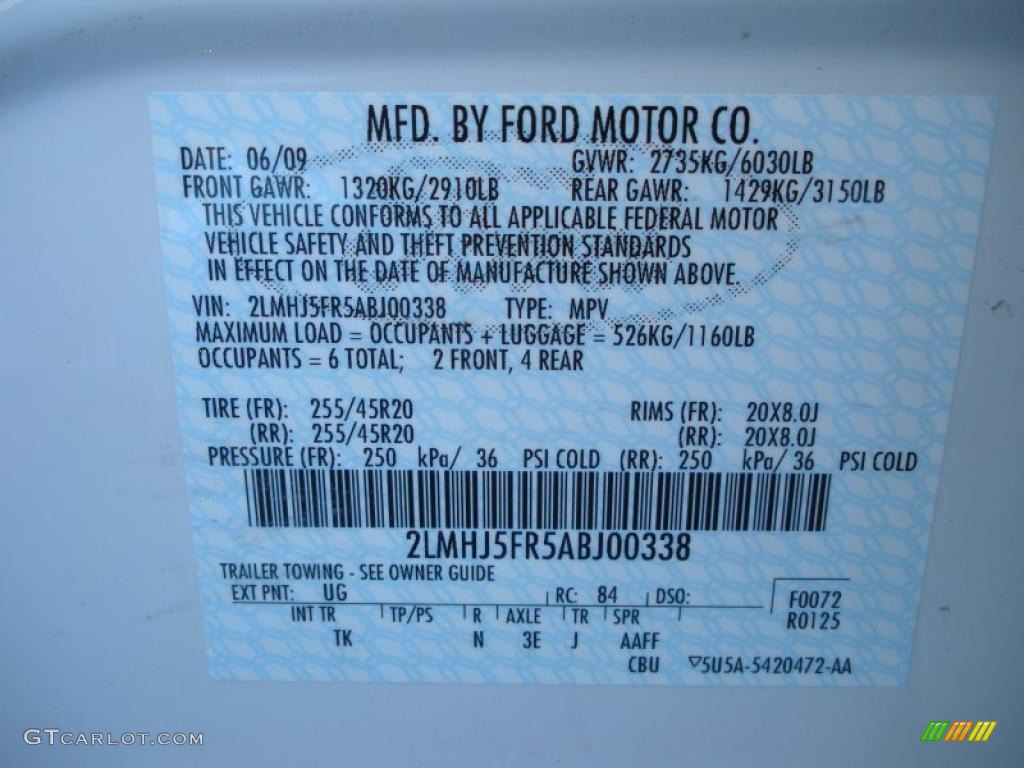 MFD. BY FORD MOTOR CO.
DATE: 06/09 GVWR: 2735KG/6030LB
FRONT GAWR: 1320KG/2910LB REAR GAWR: 1429KG/3150LB
THIS VEHICLE CONFORMS TO ALL APPLICABLE FEDERAL MOTOR
VEHICLE SAFETY AND THEFT PREVENTION STANDARDS
IN EFFECT ON THE DATE OF MANUFACTURE SHOWN ABOVE.
VIN: 2LMHJ5FR5ABJ00338 TYPE: MPV
MAXIMUM LOAD = OCCUPANTS + LUGGAGE = 526KG/1160LB
OCCUPANTS = 6 TOTAL; 2 FRONT, 4 REAR
TIRE (FR): 255/45R20 RIMS (FR): 20X8.0J
(RR): 255/45R20 (RR): 20X8.0J
PRESSURE (FR): 250 kPa/ 36 PSI COLD (RR): 250 kPa/ 36 PSI COLD
2LMHJ5FR5ABJ00338
TRAILER TOWING - SEE OWNER GUIDE
EXT PNT: UG RC: 84 DSO: F0072
INT TR TP/PS R AXLE TR SPR R0125
TK N 3E J AAFF
CBU 5U5A-5420472-AA
GTCARLOT.COM